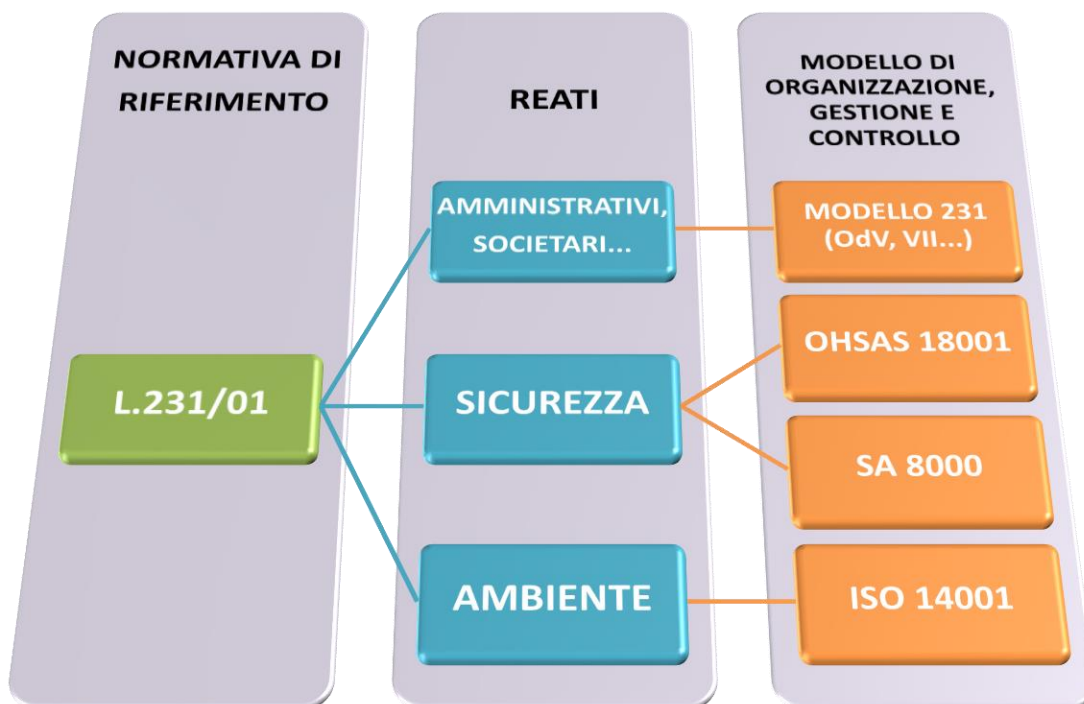 NORMATIVA DI
RIFERIMENTO
L.231/01
REATI
AMMINISTRATIVI,
SOCIETARI...
SICUREZZA
AMBIENTE
MODELLO DI
ORGANIZZAZIONE,
GESTIONE E
CONTROLLO
MODELLO 231
(OdV, VII...)
OHSAS 18001
SA 8000
ISO 14001